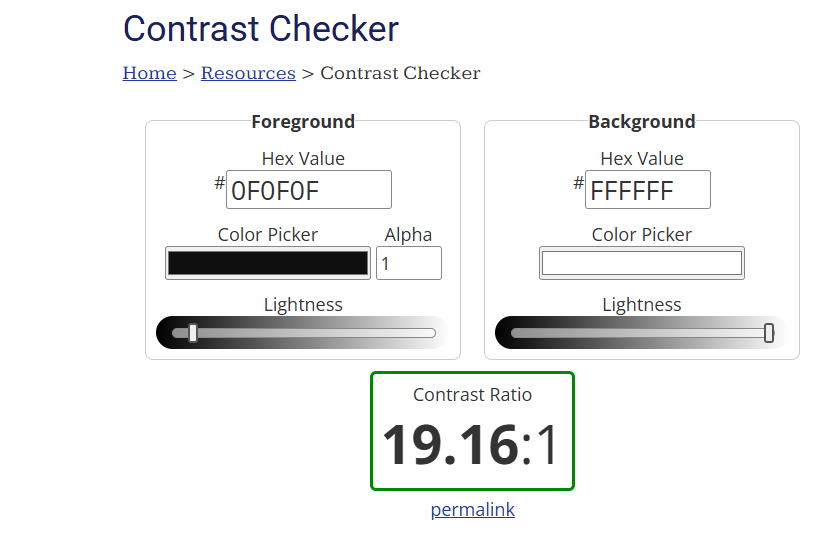 Contrast Checker
Home > Resources > Contrast Checker
Foreground
Hex Value
#0F0F0F
Color Picker
Alpha
1
Lightness
Background
Hex Value
#FFFFFF
Color Picker
Lightness
Contrast Ratio
19.16:1
permalink